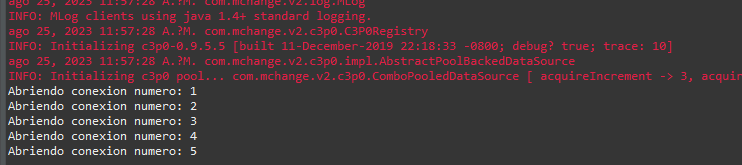 ago 25, 2023 11:57:28 A.?M. com.mchange.v2.log.MLog
INFO: MLog clients using java 1.4+ standard logging.
ago 25, 2023 11:57:28 A.?M. com.mchange.v2.c3p0.C3P0Registry
INFO: Initializing c3p0-0.9.5.5 [built 11-December-2019 22:18:33 -0800; debug? true; trace: 10]
ago 25, 2023 11:57:28 A.?M. com.mchange.v2.c3p0.impl.AbstractPoolBackedDataSource
INFO: Initializing c3p0 pool... com.mchange.v2.c3p0.ComboPooledDataSource [ acquireIncrement -> 3, acquir
Abriendo conexion numero: 1
Abriendo conexion numero: 2
Abriendo conexion numero: 3
Abriendo conexion numero: 4
Abriendo conexion numero: 5